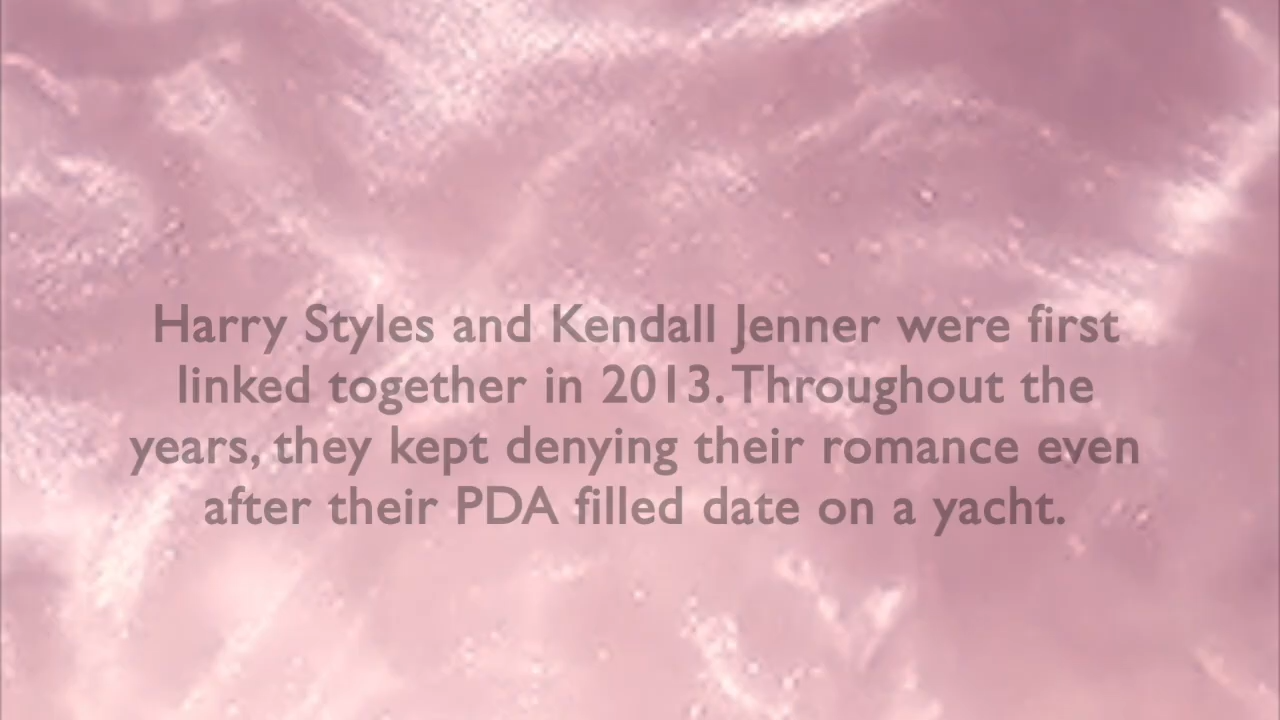 Harry Styles and Kendall Jenner were first
linked together in 2013. Throughout the
years, they kept denying their romance even
after their PDA filled date on a yacht.